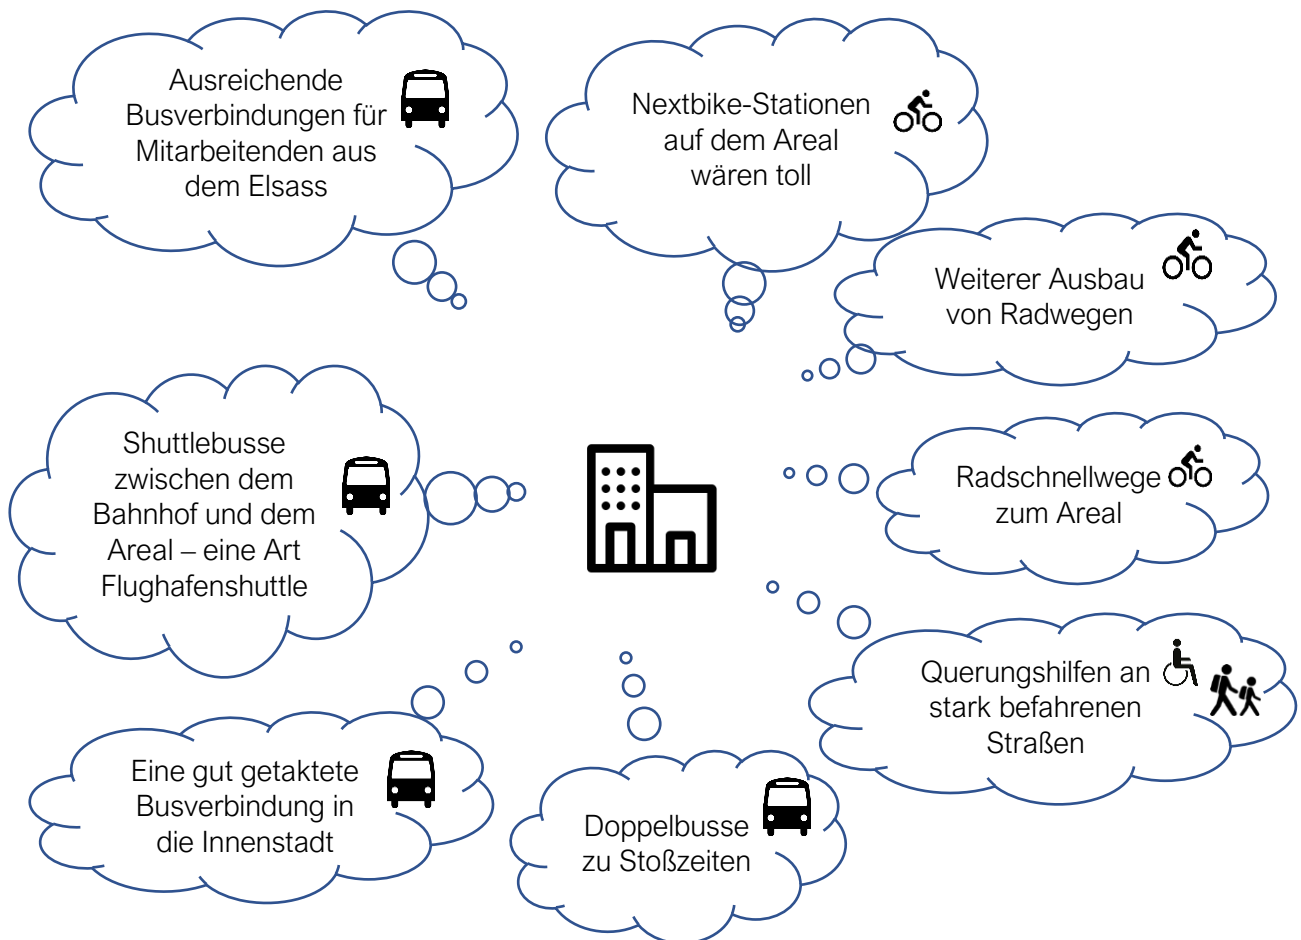 Ausreichende
Busverbindungen für
Mitarbeitenden aus
dem Elsass
Nextbike-Stationen
auf dem Areal
wären toll
Weiterer Ausbau
von Radwegen
Shuttlebusse
zwischen dem
Bahnhof und dem
Areal – eine Art
Flughafenshuttle
Radschnellwege
zum Areal
Querungshilfen an
stark befahrenen
Straßen
Eine gut getaktete
Busverbindung in
die Innenstadt
Doppelbusse
zu Stoßzeiten